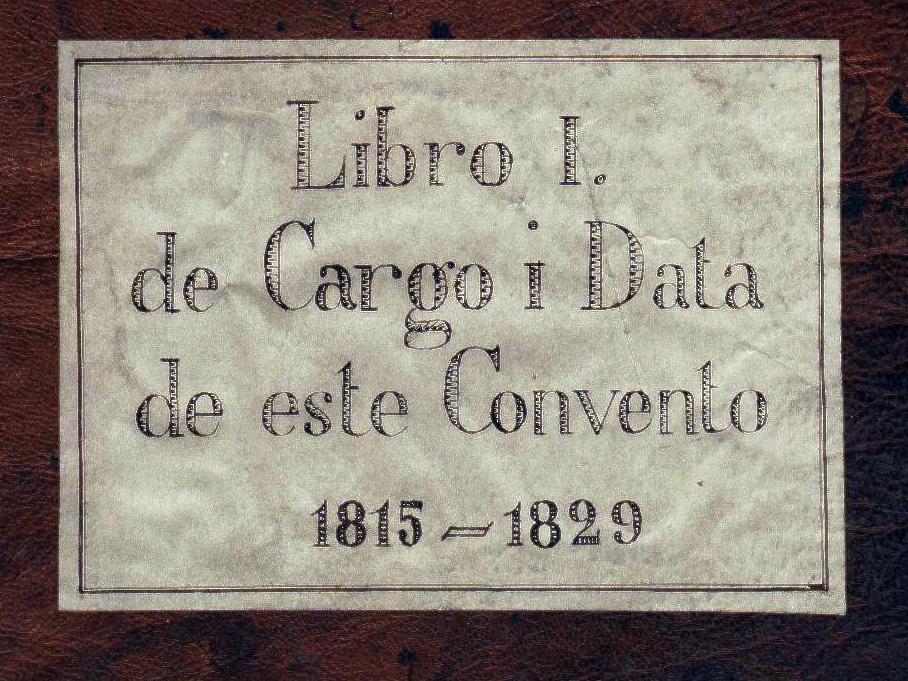 Libro I.
de Cargo i Data
de este Convento
1815 - 1829